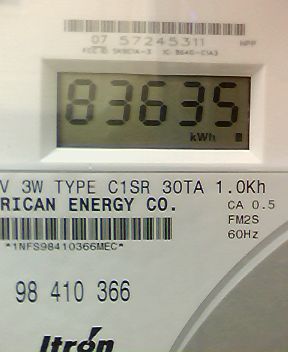 07 57245311 NPP
83635
kWh
V 3W TYPE C1SR 30TA 1.0Kh
RICAN ENERGY CO. CA 0.5
FM2S
60Hz
*1NFS98410366MEC*
98 410 366
Itron